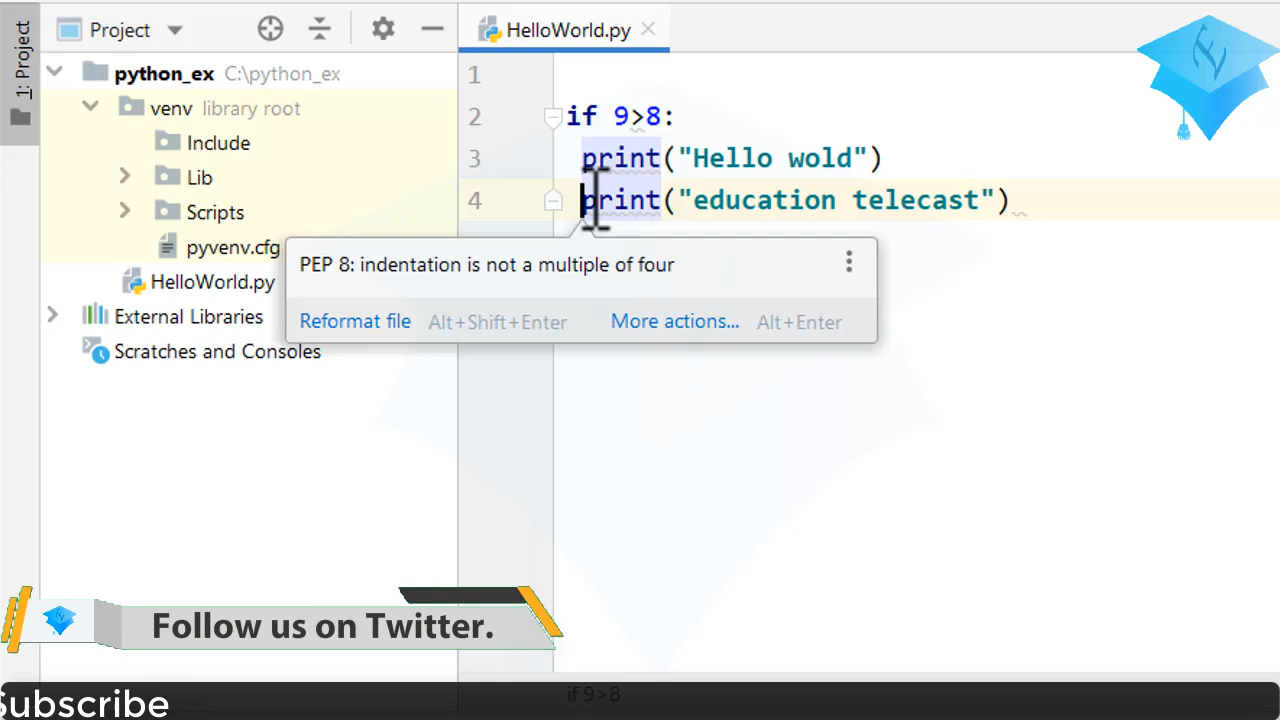 1: Project
Project
python_ex C:\python_ex
venv library root
Include
Lib
Scripts
pyvenv.cfg
HelloWorld.py
External Libraries
Scratches and Consoles
HelloWorld.py
1
2 if 9>8:
3 print("Hello wold")
4 print("education telecast")
PEP 8: indentation is not a multiple of four
Reformat file Alt+Shift+Enter More actions... Alt+Enter
Follow us on Twitter.
if 9>8
Subscribe